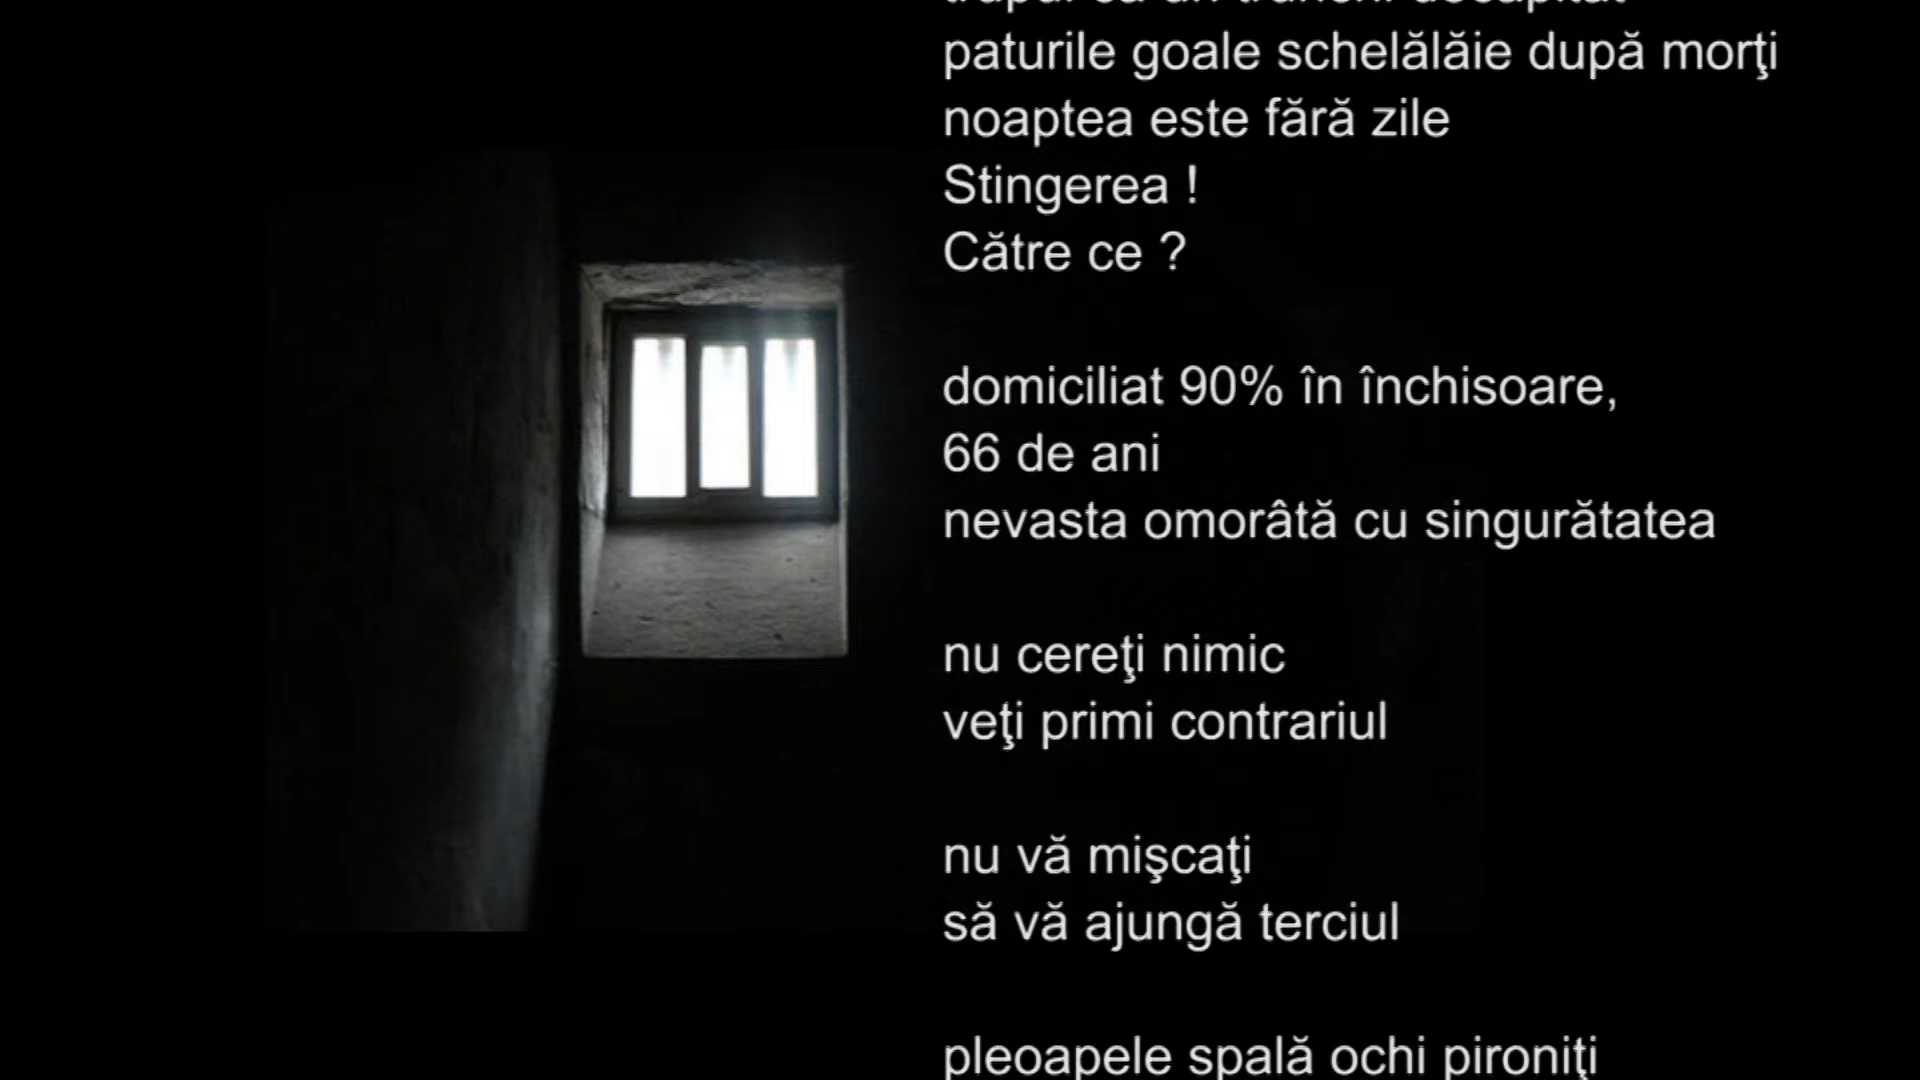 paturile goale schelălăie după morţi
noaptea este fără zile
Stingerea !
Către ce ?
domiciliat 90% în închisoare,
66 de ani
nevasta omorâtă cu singurătatea
nu cereţi nimic
veţi primi contrariul
nu vă mişcaţi
să vă ajungă terciul
pleoapele spală ochi pironiţi